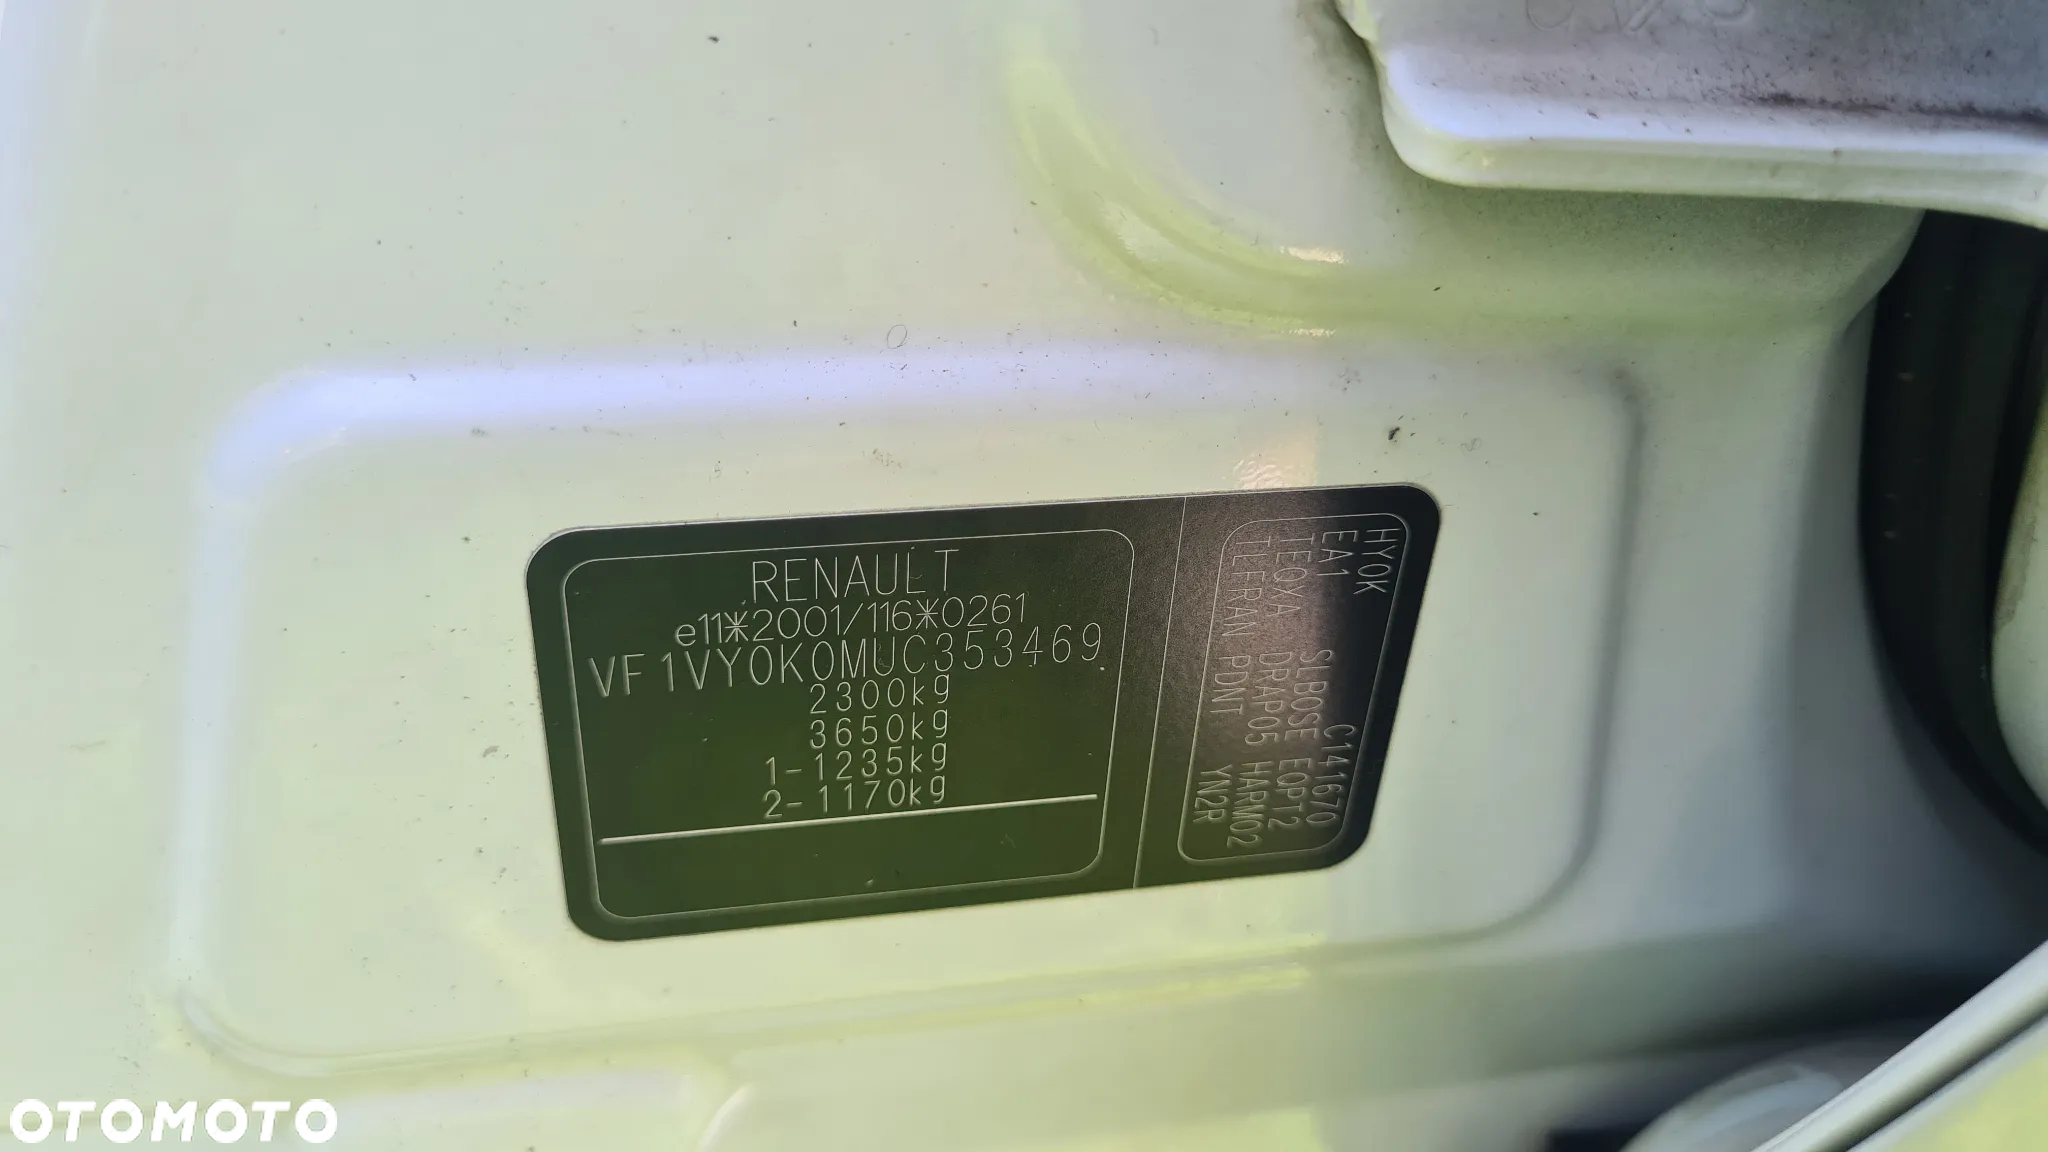 RENAULT
e11*2001/116*0261
VF1VY0K0MUC353469
2300kg
3650kg
1-1235kg
2-1170kg
HY0K C141670
EA1 SLBOSE EQPT2
TEQXA DRAP05 HARM02
TLFRAN PDNT YN2R
OTOMOTO